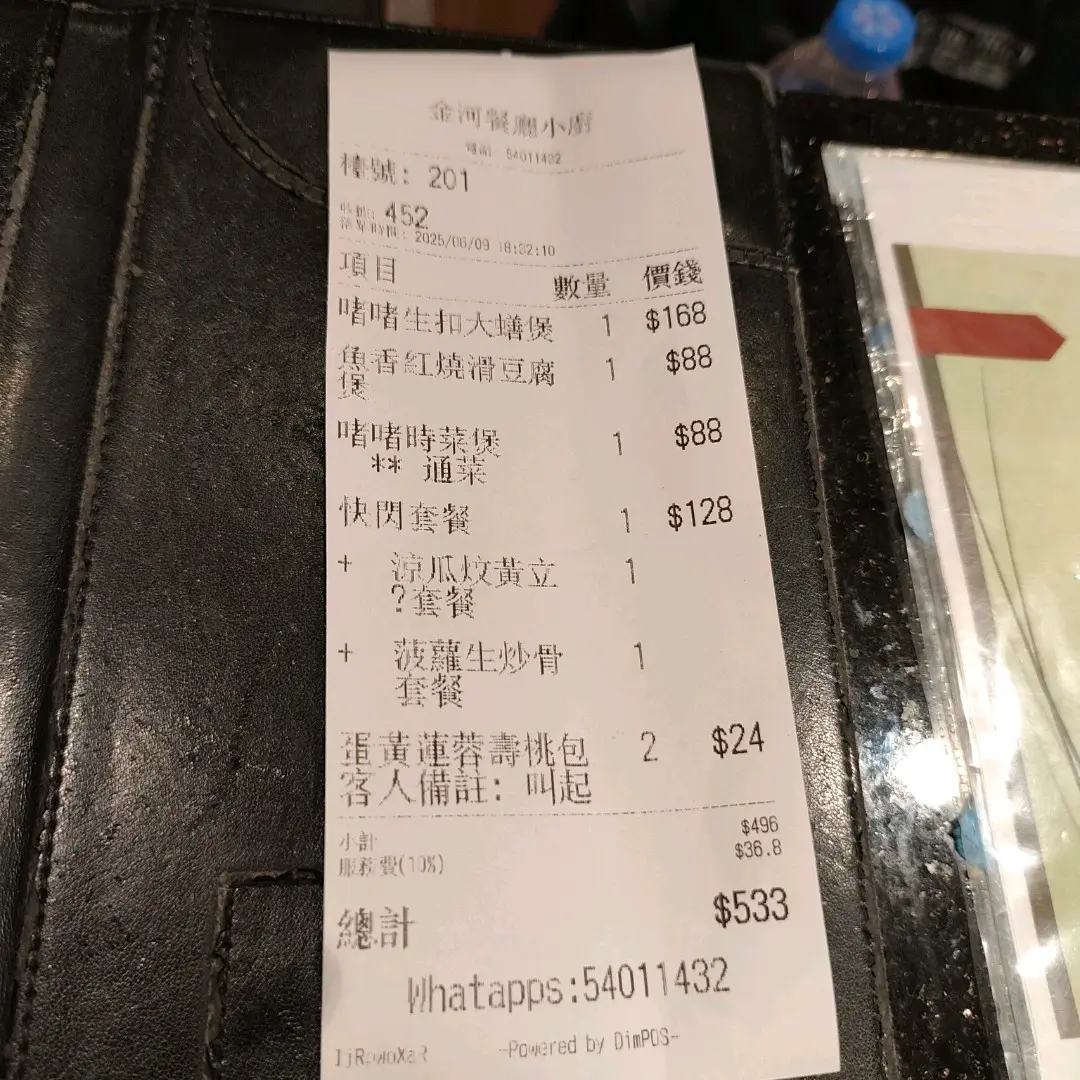 金河餐廳小廚
電話: 54011432
檯號: 201
452
落單時間: 2025/06/09 18:32:10
項目 數量 價錢
啫啫生扣大鱔煲 1 $168
魚香紅燒滑豆腐 1 $88
煲
啫啫時菜煲 1 $88
** 通菜
快閃套餐 1 $128
+ 涼瓜炆黃立 1
?套餐
+ 菠蘿生炒骨 1
套餐
蛋黃蓮蓉壽桃包 2 $24
客人備註: 叫起
小計 $496
服務費(10%) $36.8
總計 $533
Whatapps:54011432
-Powered by DimPOS-